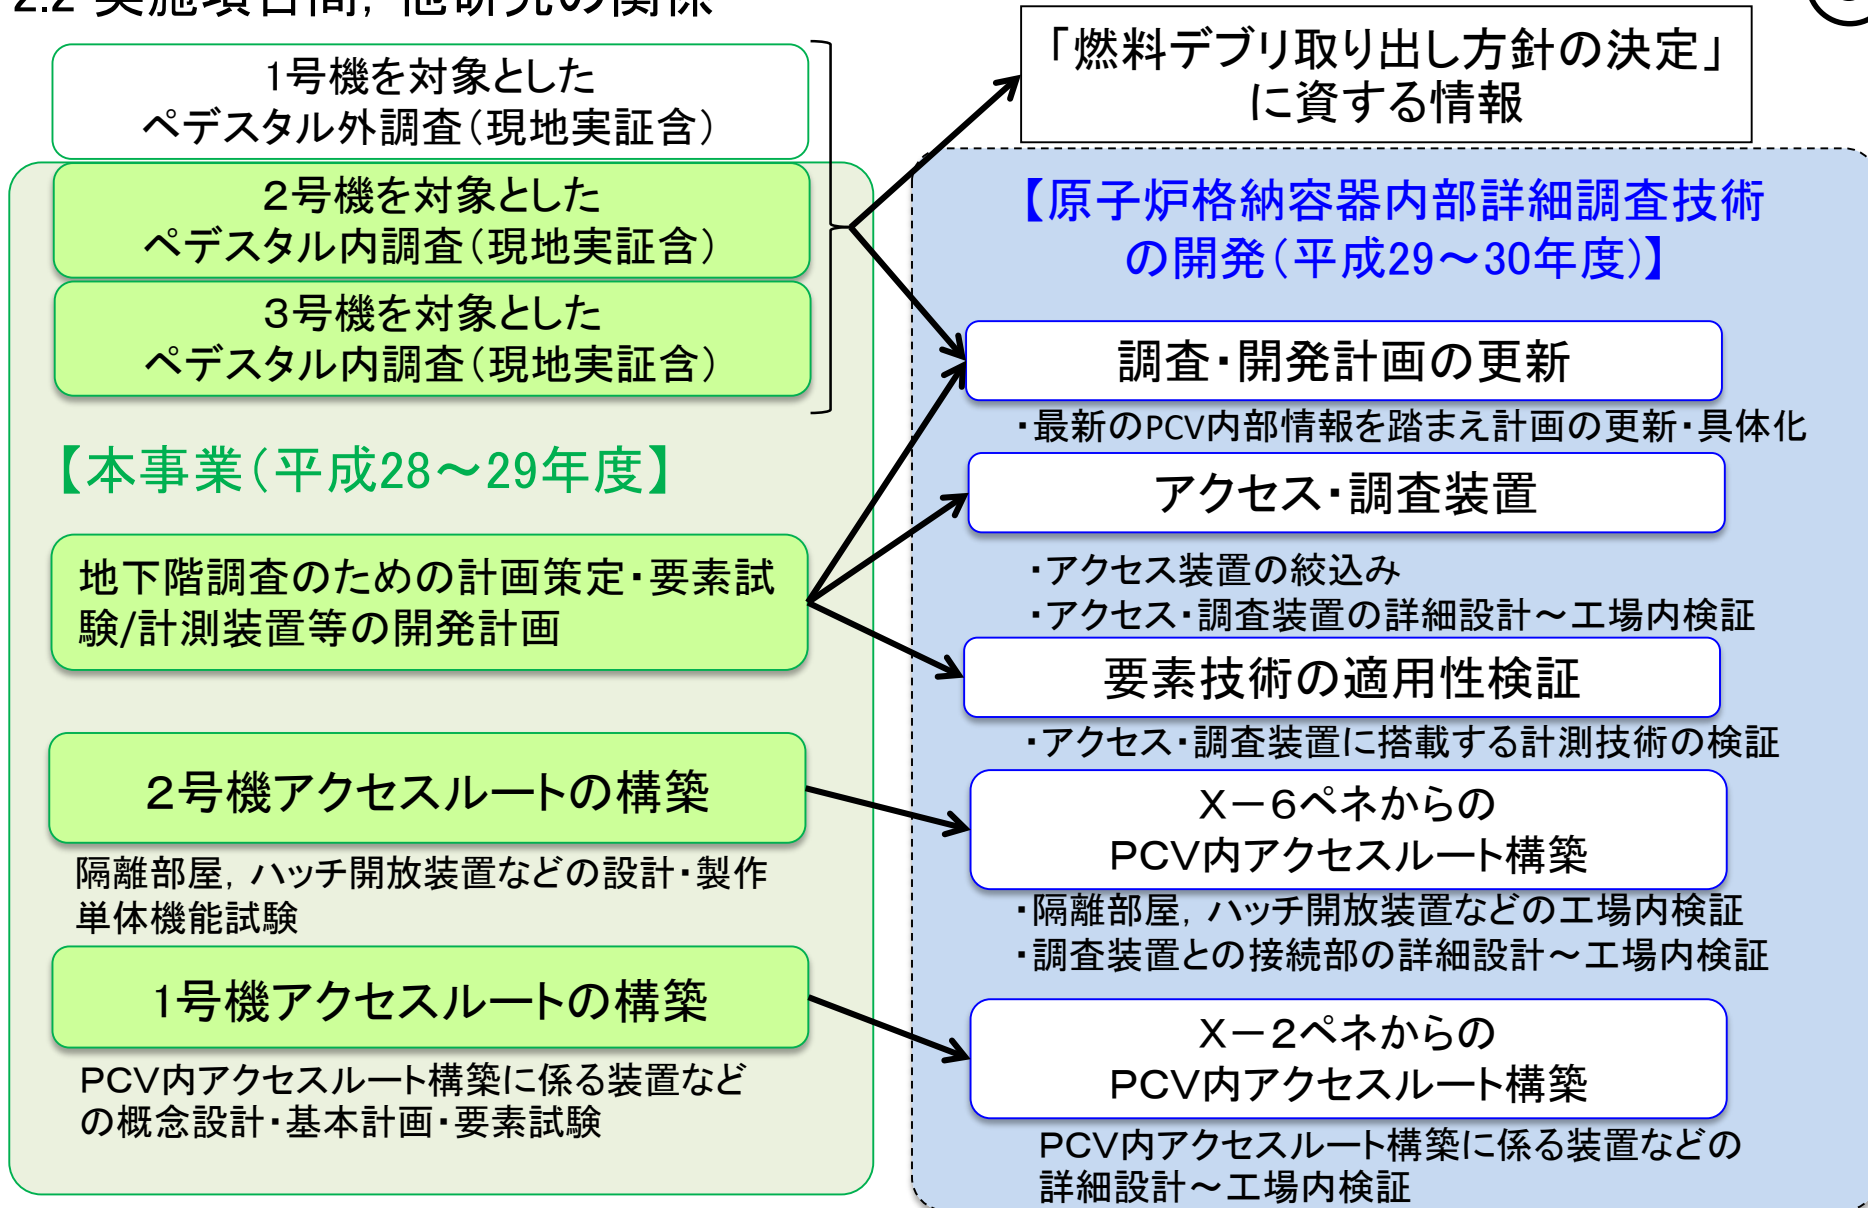 2.2 実施項目間，他研究の関係
1号機を対象とした
ペデスタル外調査（現地実証含）
２号機を対象とした
ペデスタル内調査（現地実証含）
３号機を対象とした
ペデスタル内調査（現地実証含）
【本事業（平成28～29年度】
地下階調査のための計画策定・要素試
験/計測装置等の開発計画
２号機アクセスルートの構築
隔離部屋，ハッチ開放装置などの設計・製作
単体機能試験
1号機アクセスルートの構築
PCV内アクセスルート構築に係る装置など
の概念設計・基本計画・要素試験
「燃料デブリ取り出し方針の決定」
に資する情報
【原子炉格納容器内部詳細調査技術
の開発（平成29～30年度）】
調査・開発計画の更新
・最新のPCV内部情報を踏まえ計画の更新・具体化
アクセス・調査装置
・アクセス装置の絞込み
・アクセス・調査装置の詳細設計～工場内検証
要素技術の適用性検証
・アクセス・調査装置に搭載する計測技術の検証
Ｘ－６ペネからの
ＰＣＶ内アクセスルート構築
・隔離部屋，ハッチ開放装置などの工場内検証
・調査装置との接続部の詳細設計～工場内検証
Ｘ－２ペネからの
ＰＣＶ内アクセスルート構築
PCV内アクセスルート構築に係る装置などの
詳細設計～工場内検証